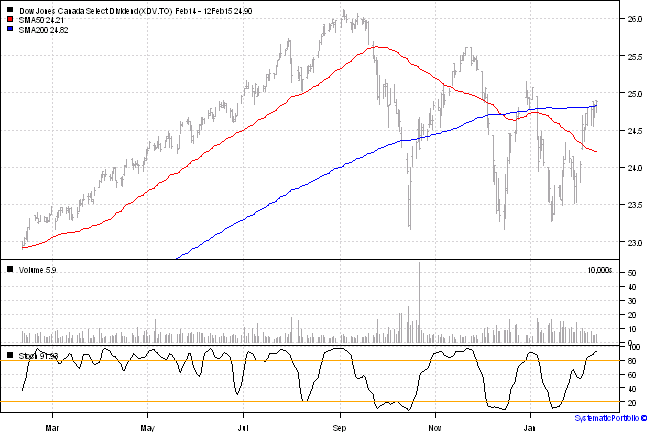 Dow Jones Canada Select Dividend(XDV.TO) Feb14 - 12Feb15 24.90
SMA50 24.21
SMA200 24.82
26.0
25.5
25.0
24.5
24.0
23.5
23.0
Volume 5.9
10,000s
50
40
30
20
10
0
Stoch
100
80
60
40
20
Mar
May
Jul
Sep
Nov
Jan
SystematicPortfolio ©